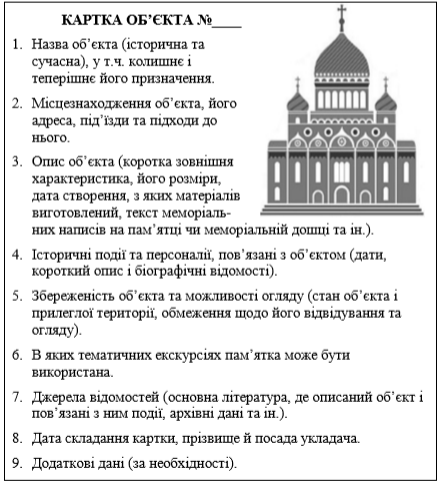 КАРТКА ОБ’ЄКТА №____
1. Назва об’єкта (історична та
сучасна), у т.ч. колишнє і
теперішнє його призначення.
2. Місцезнаходження об’єкта, його
адреса, під’їзди та підходи до
нього.
3. Опис об’єкта (коротка зовнішня
характеристика, його розміри,
дата створення, з яких матеріалів
виготовлений, текст меморіаль-
них написів на пам’ятці чи меморіальній дошці та ін.).
4. Історичні події та персоналії, пов’язані з об’єктом (дати,
короткий опис і біографічні відомості).
5. Збереженість об’єкта та можливості огляду (стан об’єкта і
прилеглої території, обмеження щодо його відвідування та
огляду).
6. В яких тематичних екскурсіях пам’ятка може бути
використана.
7. Джерела відомостей (основна література, де описаний об’єкт і
пов’язані з ним події, архівні дані та ін.).
8. Дата складання картки, прізвище й посада укладача.
9. Додаткові дані (за необхідності).